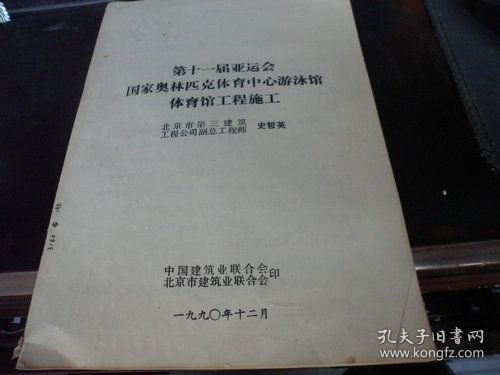 第十一届亚运会
国家奥林匹克体育中心游泳馆
体育馆工程施工
北京市第三建筑
工程公司副总工程师 史哲英
中国建筑业联合会
北京市建筑业联合会 印
一九九〇年十二月
孔夫子旧书网
www.kongfz.com